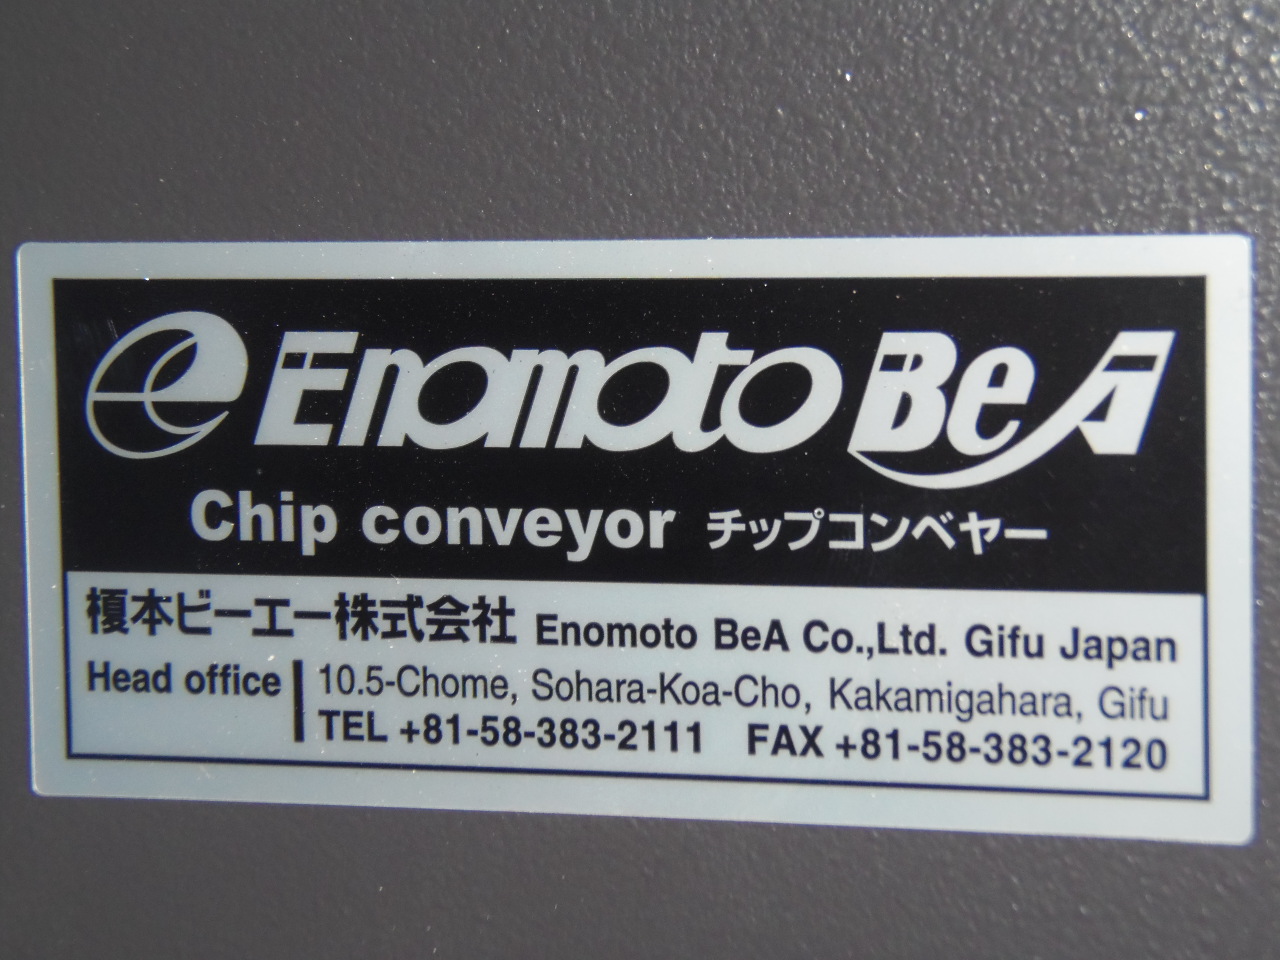 e Enomoto BeA
Chip conveyor チップコンベヤー
榎本ビーエー株式会社 Enomoto BeA Co.,Ltd. Gifu Japan
Head office 10.5-Chome, Sohara-Koa-Cho, Kakamigahara, Gifu
TEL +81-58-383-2111 FAX +81-58-383-2120